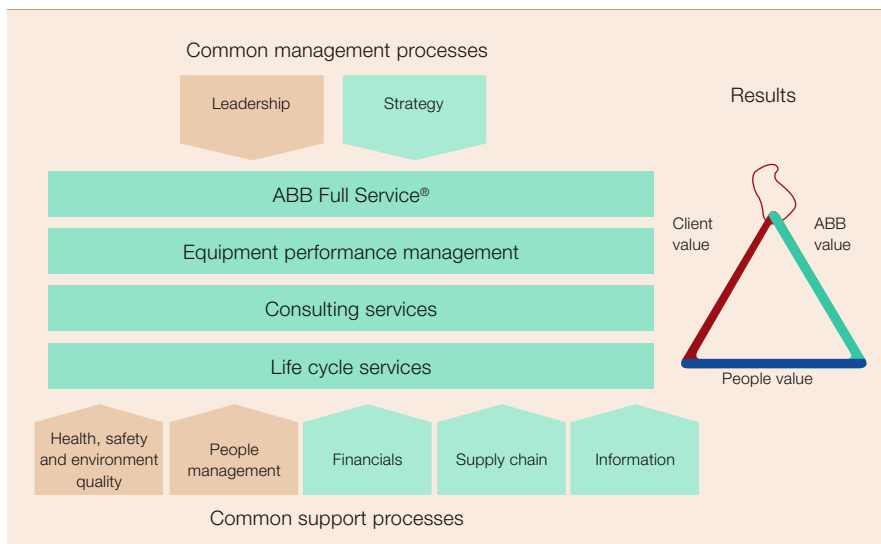 Common management processes
Leadership
Strategy
Results
ABB Full Service®
Client
value
ABB
value
Equipment performance management
Consulting services
Life cycle services
People value
Health, safety
and environment
quality
People
management
Financials
Supply chain
Information
Common support processes